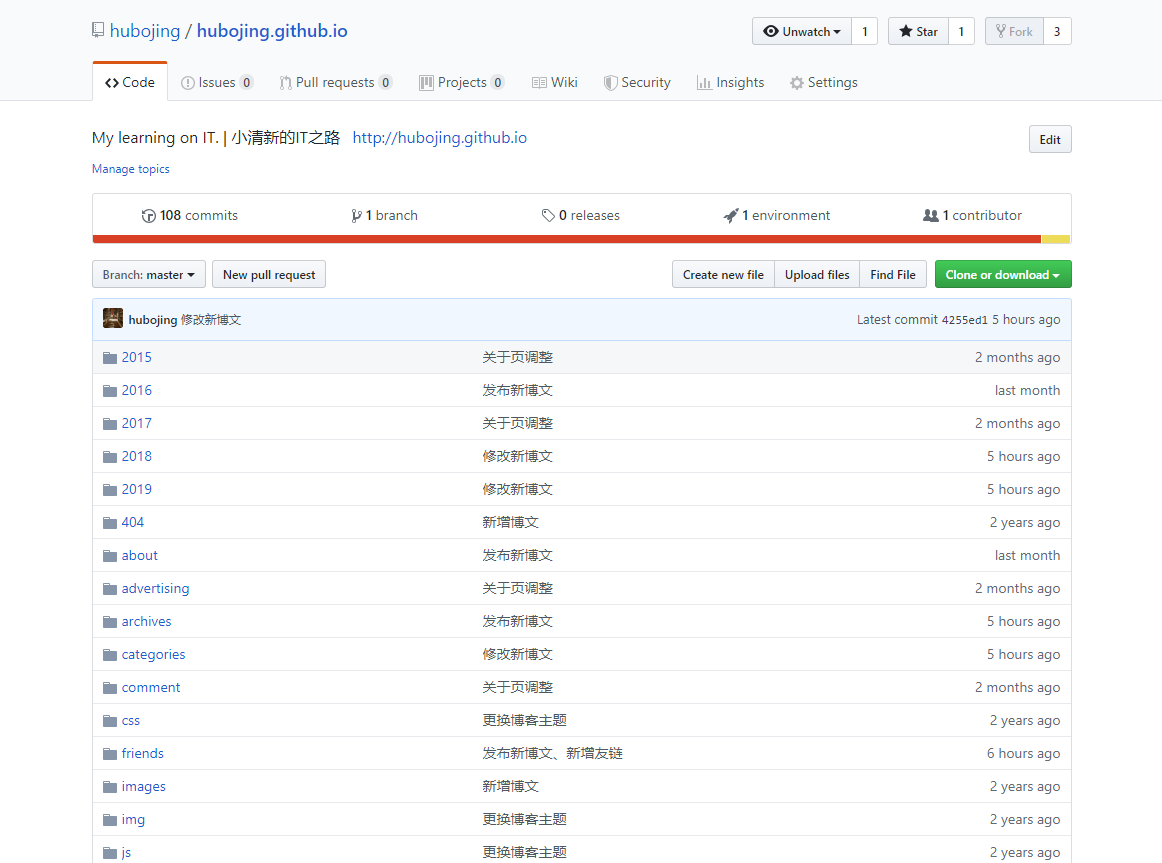 hubojing / hubojing.github.io Unwatch 1 Star 1 Fork 3
Code Issues 0 Pull requests 0 Projects 0 Wiki Security Insights Settings
My learning on IT. | 小清新的IT之路 http://hubojing.github.io Edit
Manage topics
108 commits 1 branch 0 releases 1 environment 1 contributor
Branch: master New pull request Create new file Upload files Find File Clone or download
hubojing 修改新博文 Latest commit 4255ed1 5 hours ago
2015 关于页调整 2 months ago
2016 发布新博文 last month
2017 关于页调整 2 months ago
2018 修改新博文 5 hours ago
2019 修改新博文 5 hours ago
404 新增博文 2 years ago
about 发布新博文 last month
advertising 关于页调整 2 months ago
archives 发布新博文 5 hours ago
categories 修改新博文 5 hours ago
comment 关于页调整 2 months ago
css 更换博客主题 2 years ago
friends 发布新博文、新增友链 6 hours ago
images 新增博文 2 years ago
img 更换博客主题 2 years ago
js 更换博客主题 2 years ago